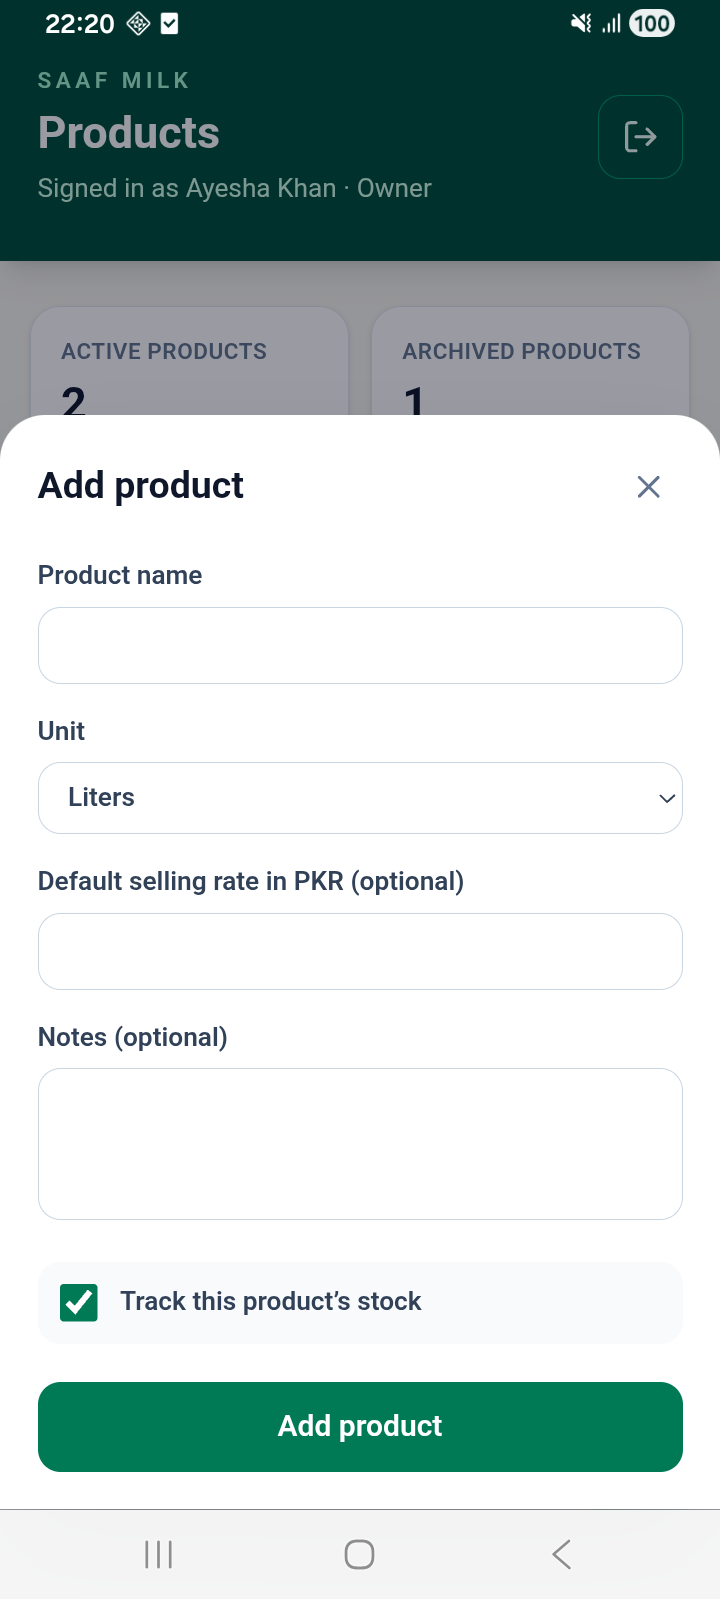 22:20
100
SAAF MILK
Products
Signed in as Ayesha Khan · Owner
ACTIVE PRODUCTS
ARCHIVED PRODUCTS
2
1
Add product
Product name
Unit
Liters
Default selling rate in PKR (optional)
Notes (optional)
Track this product’s stock
Add product